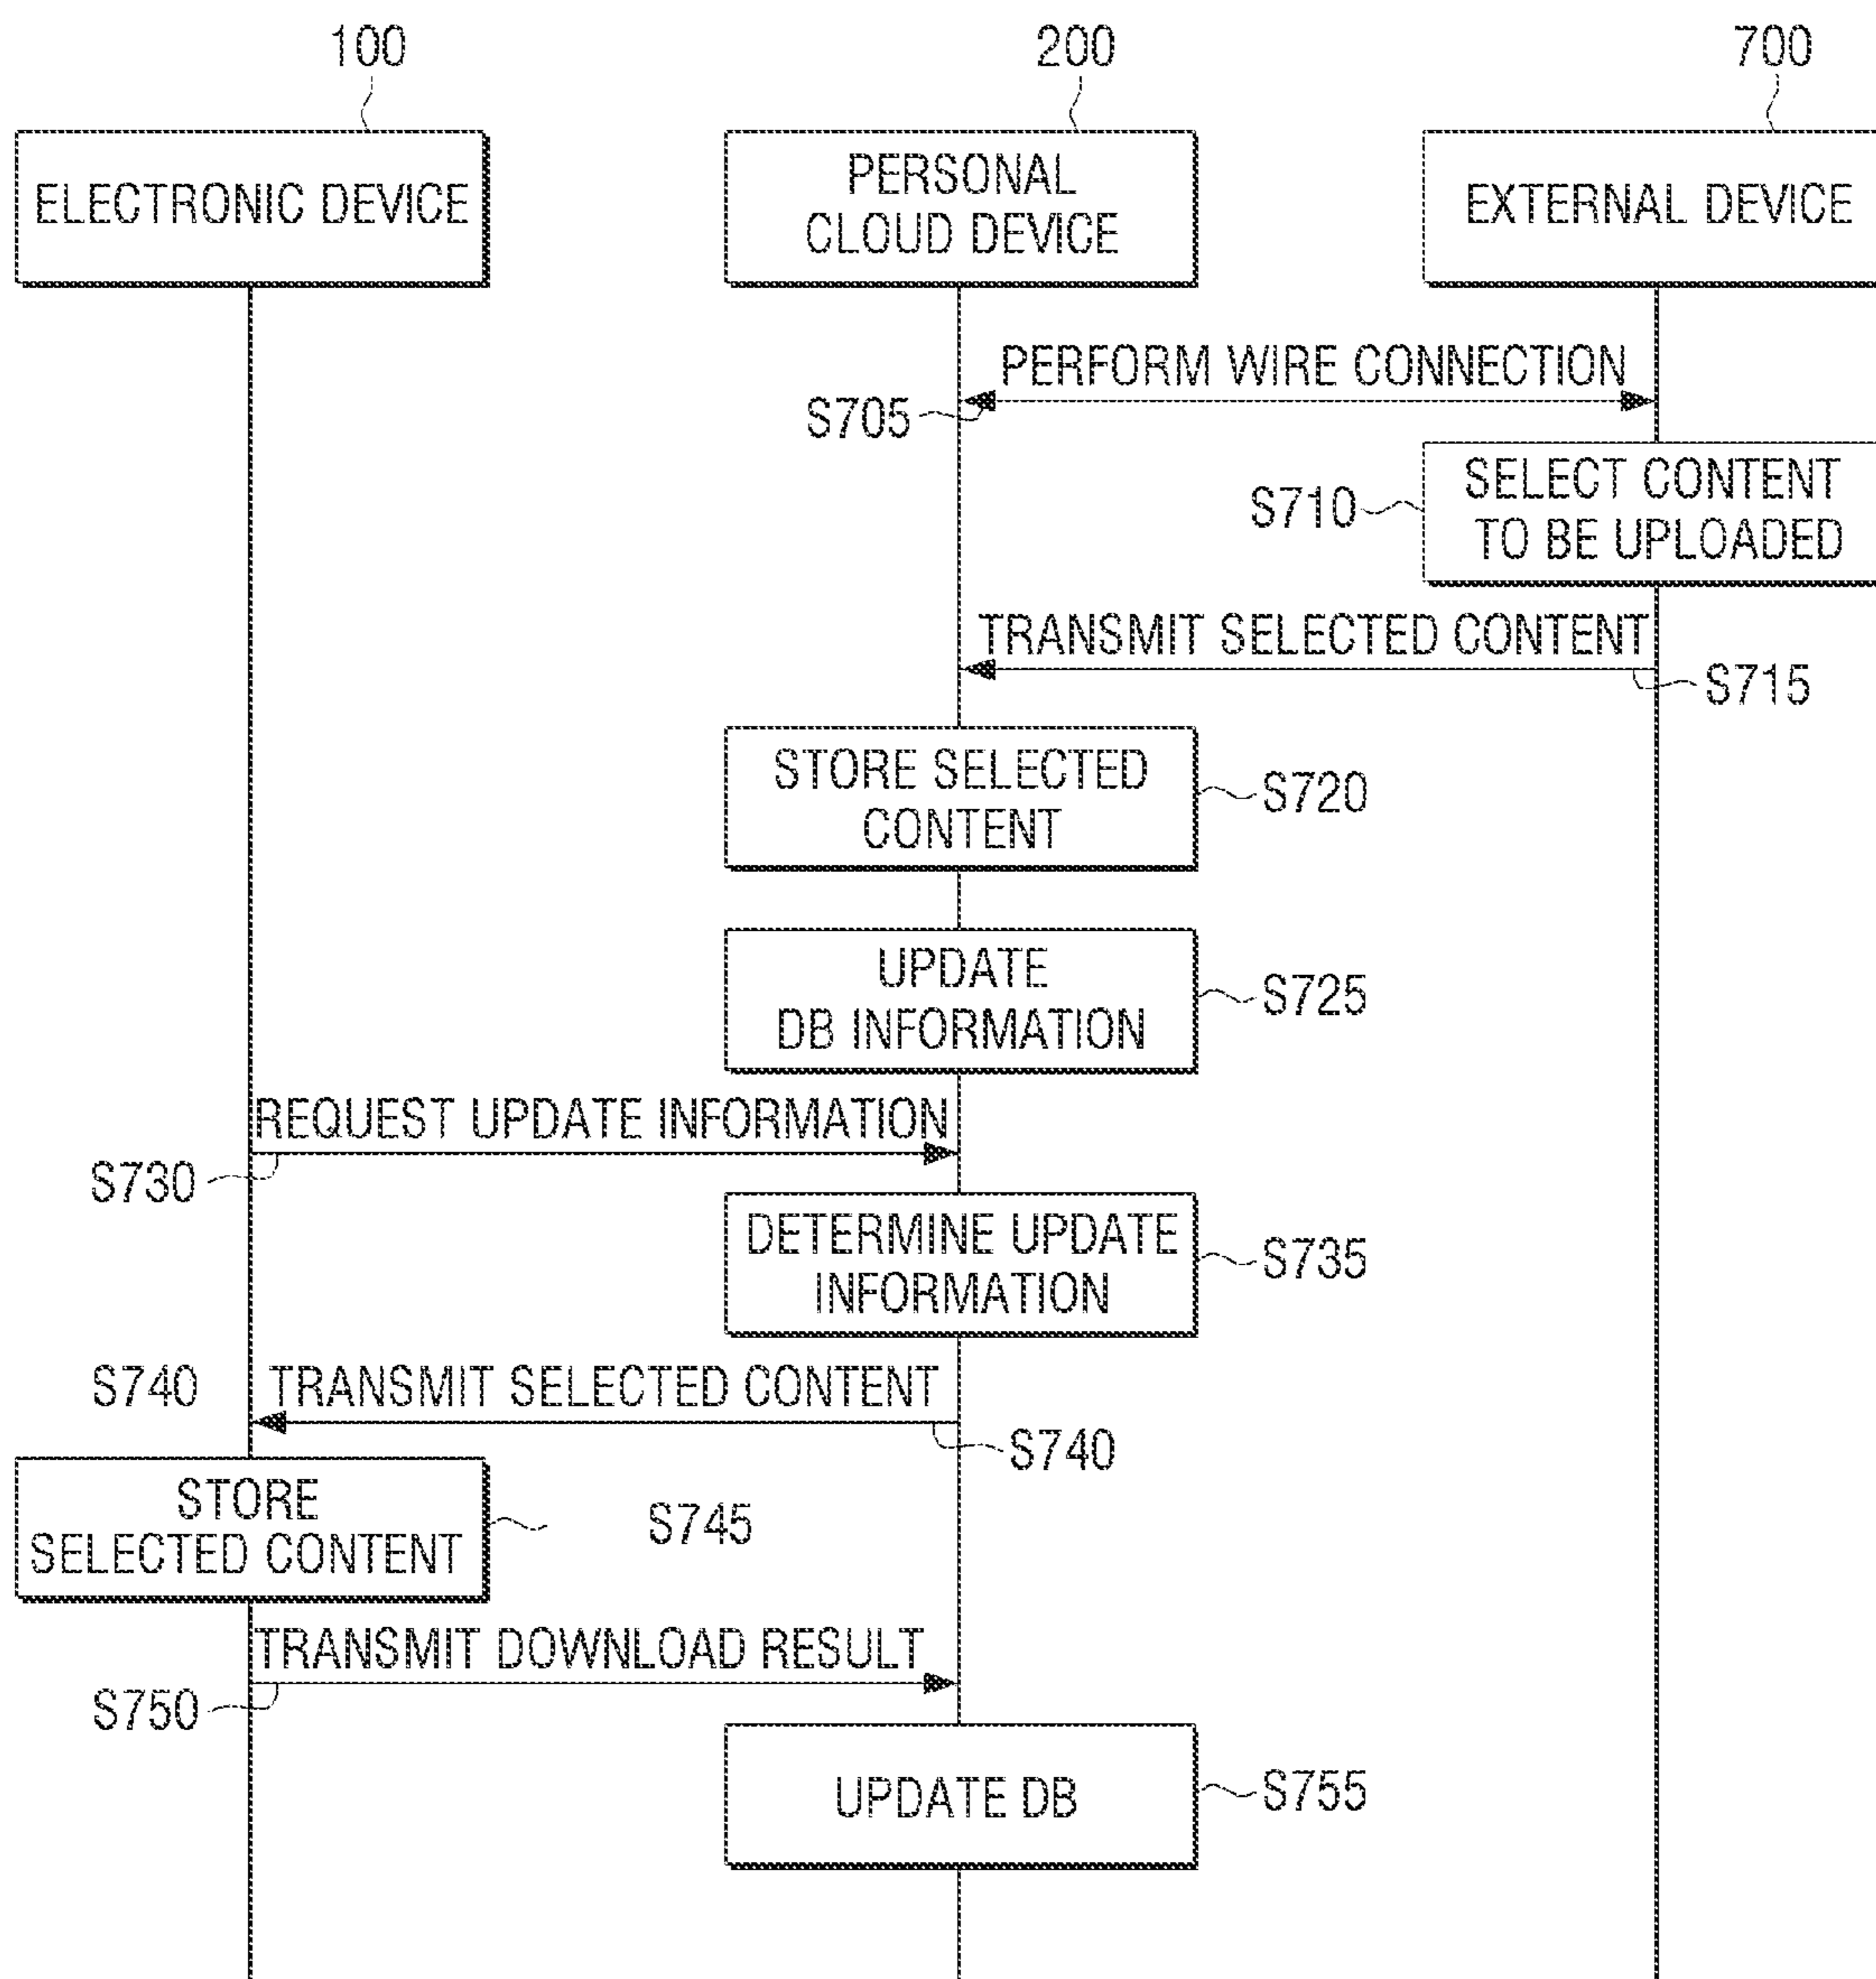 100
200
700
ELECTRONIC DEVICE
PERSONAL
CLOUD DEVICE
EXTERNAL DEVICE
PERFORM WIRE CONNECTION
S705
SELECT CONTENT
TO BE UPLOADED
S710
TRANSMIT SELECTED CONTENT
S715
STORE SELECTED
CONTENT
S720
UPDATE
DB INFORMATION
S725
REQUEST UPDATE INFORMATION
S730
DETERMINE UPDATE
INFORMATION
S735
S740
TRANSMIT SELECTED CONTENT
S740
STORE
SELECTED CONTENT
S745
TRANSMIT DOWNLOAD RESULT
S750
UPDATE DB
S755